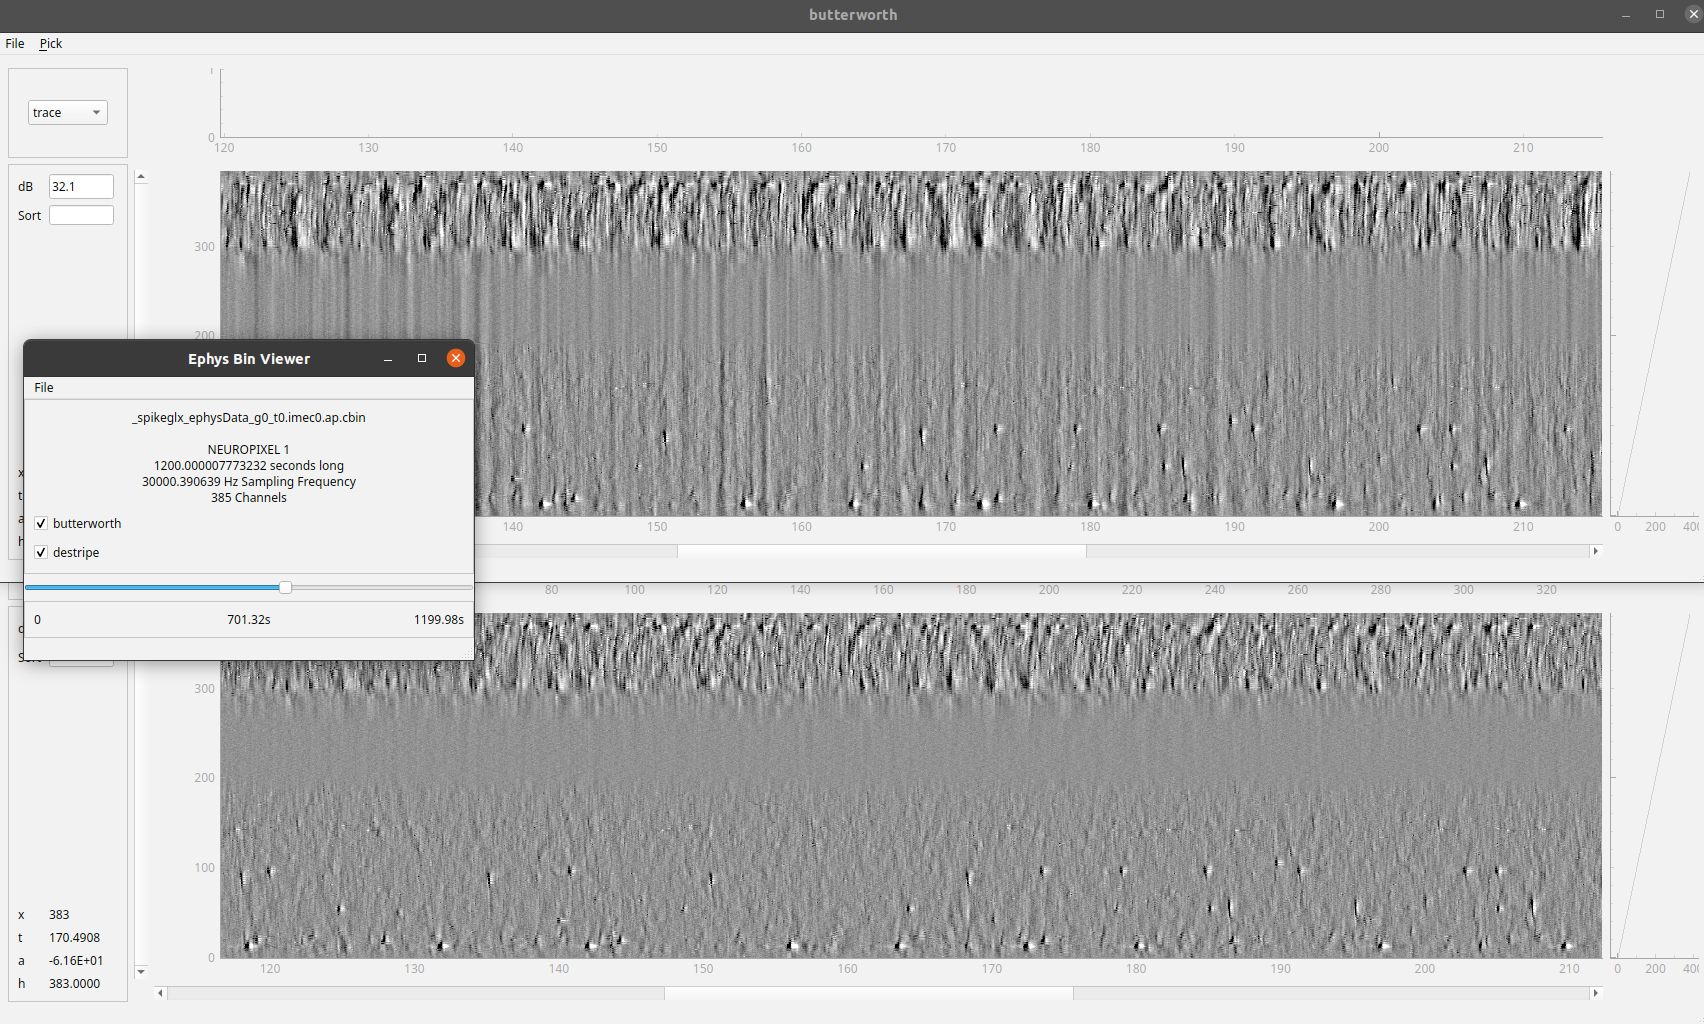 butterworth
File Pick
trace
1
0
120 130 140 150 160 170 180 190 200 210
dB 32.1
Sort
300
200
x
t
a
h
140 150 160 170 180 190 200 210
0 200 400
Ephys Bin Viewer
File
_spikeglx_ephysData_g0_t0.imec0.ap.cbin
NEUROPIXEL 1
1200.000007773232 seconds long
30000.390639 Hz Sampling Frequency
385 Channels
butterworth
destripe
0 701.32s 1199.98s
80 100 120 140 160 180 200 220 240 260 280 300 320
300
200
100
0
120 130 140 150 160 170 180 190 200 210
0 200 400
x 383
t 170.4908
a -6.16E+01
h 383.0000